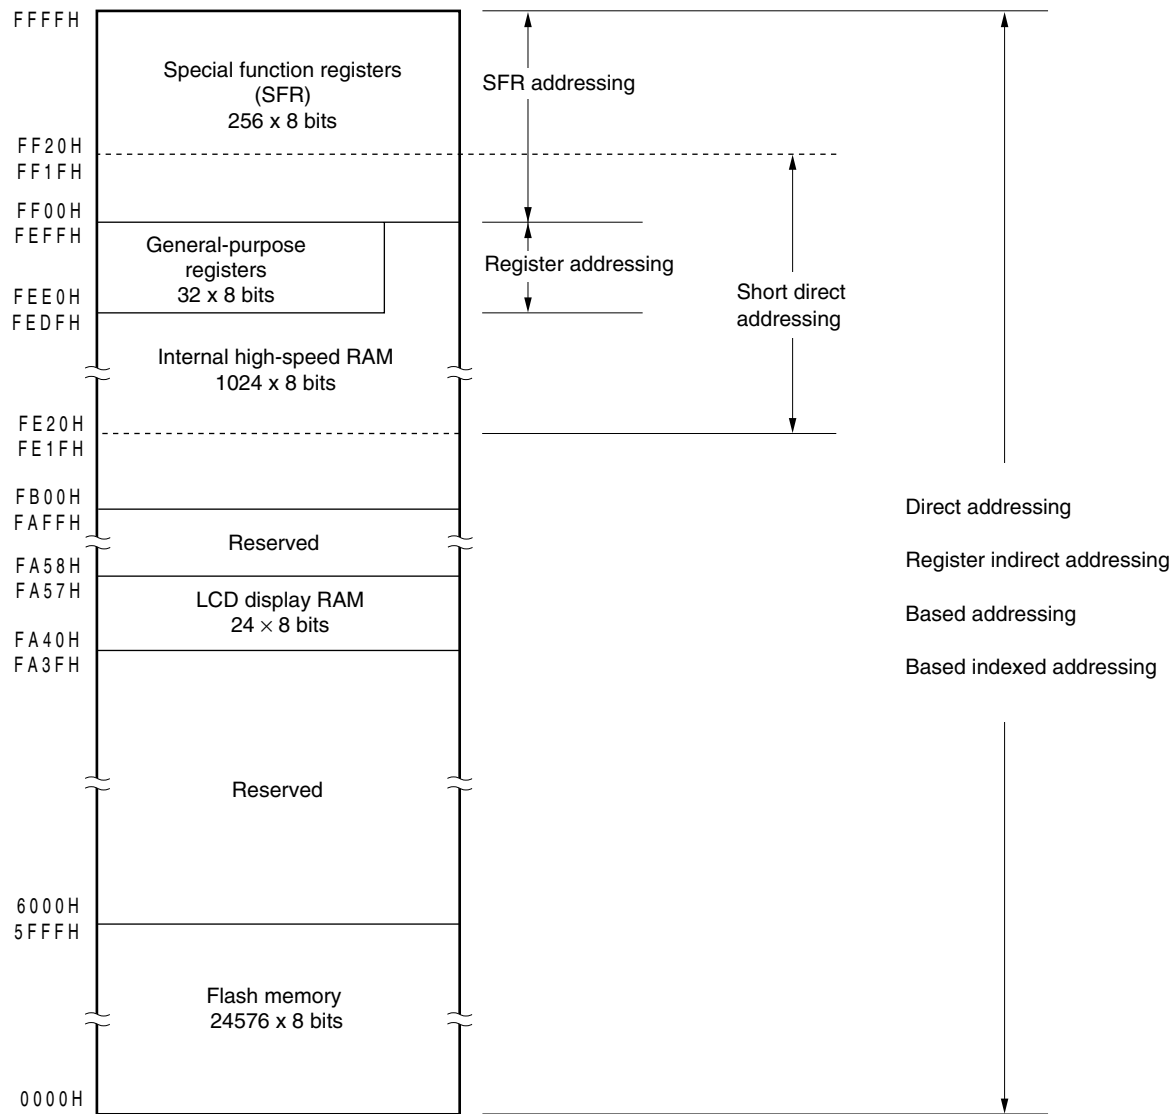 FFFFH
Special function registers
(SFR)
256 x 8 bits
SFR addressing
FF20H
FF1FH
FF00H
FEFFH
General-purpose
registers
32 x 8 bits
Register addressing
Short direct
addressing
FEE0H
FEDFH
Internal high-speed RAM
1024 x 8 bits
FE20H
FE1FH
FB00H
FAFFH
Reserved
Direct addressing
Register indirect addressing
Based addressing
Based indexed addressing
FA58H
FA57H
LCD display RAM
24 × 8 bits
FA40H
FA3FH
Reserved
6000H
5FFFH
Flash memory
24576 x 8 bits
0000H